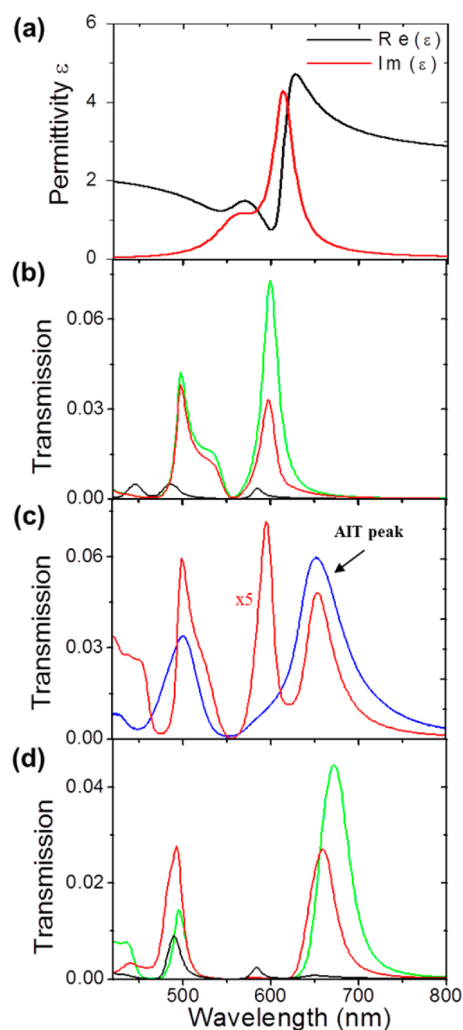 (a)
6
4
2
0
Permittivity ε
Re(ε)
Im(ε)
(b)
0.06
0.03
0.00
Transmission
(c)
0.06
0.03
0.00
Transmission
x5
AIT peak
(d)
0.04
0.02
0.00
Transmission
500 600 700 800
Wavelength (nm)